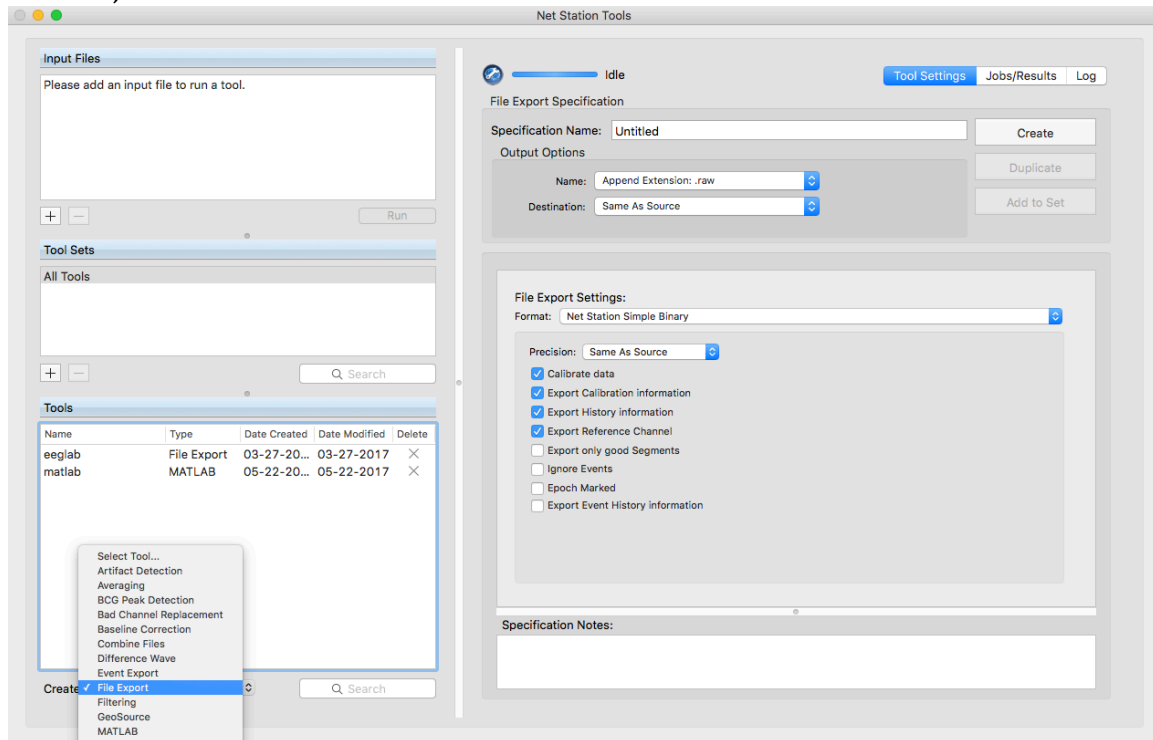 Net Station Tools
Input Files
Please add an input file to run a tool.
Run
Tool Sets
All Tools
Search
Tools
Name Type Date Created Date Modified Delete
eeglab File Export 03-27-20... 03-27-2017
matlab MATLAB 05-22-20... 05-22-2017
Select Tool...
Artifact Detection
Averaging
BCG Peak Detection
Bad Channel Replacement
Baseline Correction
Combine Files
Difference Wave
Event Export
Create ✓ File Export
Filtering
GeoSource
MATLAB
Search
Idle
Tool Settings Jobs/Results Log
File Export Specification
Specification Name: Untitled
Create
Output Options
Duplicate
Name: Append Extension: .raw
Destination: Same As Source
Add to Set
File Export Settings:
Format: Net Station Simple Binary
Precision: Same As Source
Calibrate data
Export Calibration information
Export History information
Export Reference Channel
Export only good Segments
Ignore Events
Epoch Marked
Export Event History information
Specification Notes: